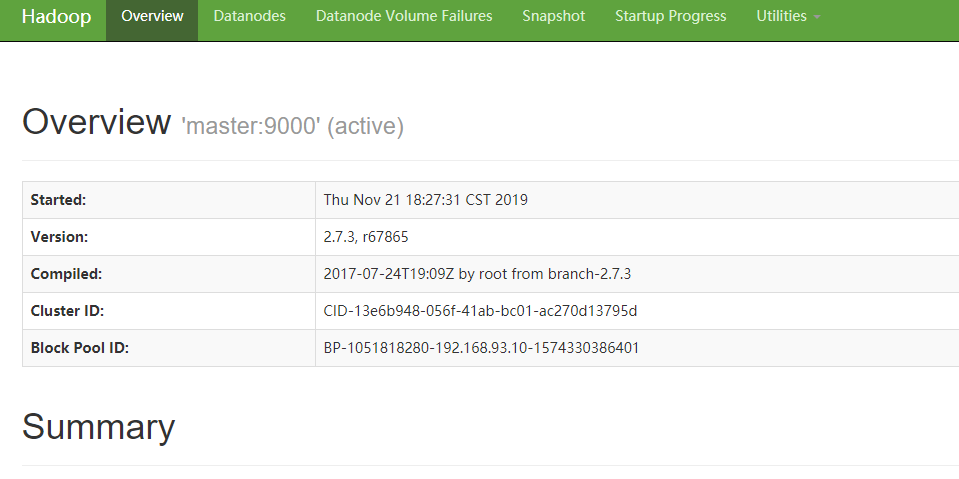 Hadoop Overview Datanodes Datanode Volume Failures Snapshot Startup Progress Utilities
Overview 'master:9000' (active)
Started: Thu Nov 21 18:27:31 CST 2019
Version: 2.7.3, r67865
Compiled: 2017-07-24T19:09Z by root from branch-2.7.3
Cluster ID: CID-13e6b948-056f-41ab-bc01-ac270d13795d
Block Pool ID: BP-1051818280-192.168.93.10-1574330386401
Summary